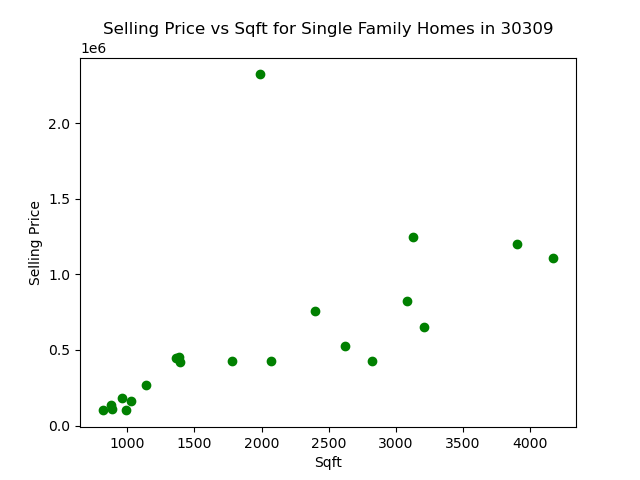 Selling Price vs Sqft for Single Family Homes in 30309
1e6
2.0
1.5
1.0
0.5
0.0
Selling Price
1000 1500 2000 2500 3000 3500 4000
Sqft